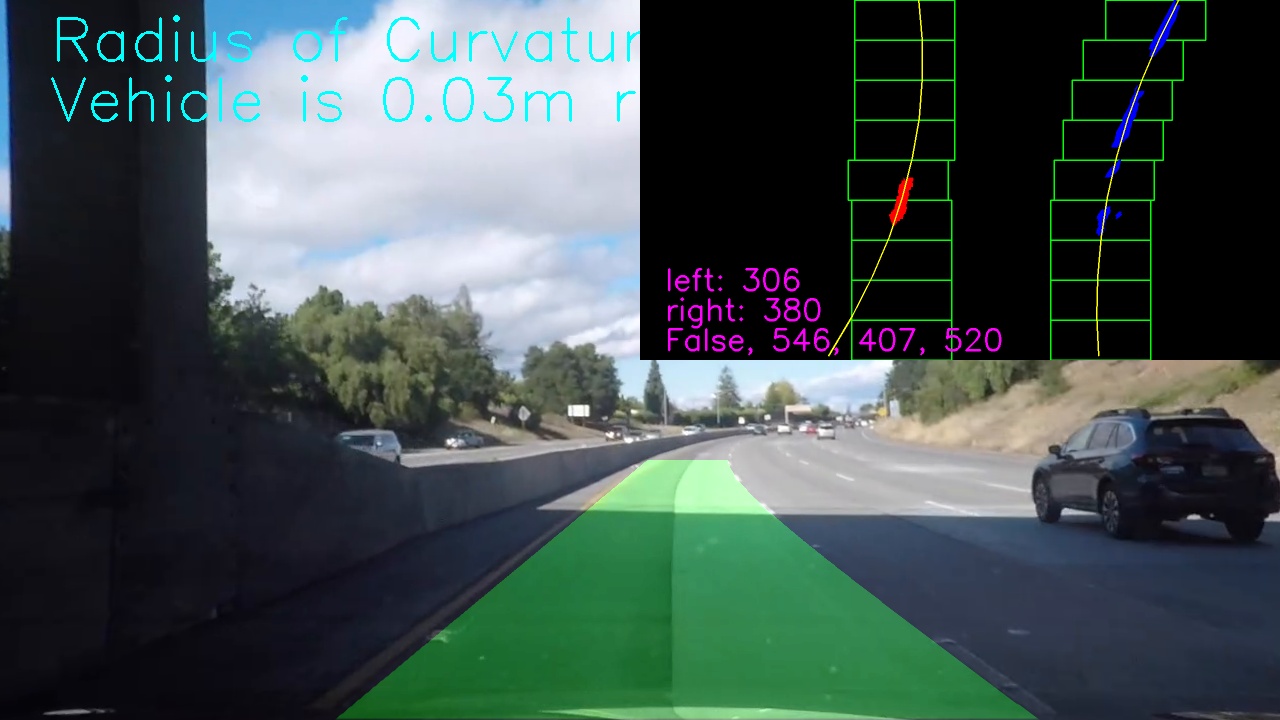 Radius of Curvatur
Vehicle is 0.03m r
left: 306
right: 380
False, 546, 407, 520